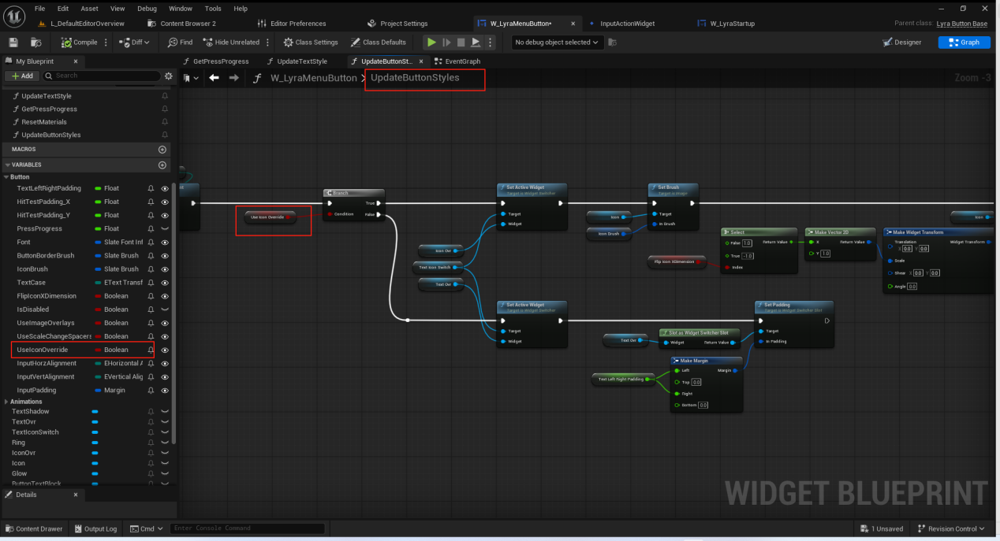 File Edit Asset View Debug Window Tools Help
L_DefaultEditorOverview Content Browser 2 Editor Preferences Project Settings W_LyraMenuButton• × InputActionWidget W_LyraStartup Parent class: Lyra Button Base
Compile Diff Find Hide Unrelated Class Settings Class Defaults No debug object selected Designer Graph
My Blueprint × GetPressProgress UpdateTextStyle UpdateButtonSt... × EventGraph
+ Add Search W_LyraMenuButton > UpdateButtonStyles Zoom -3
UpdateTextStyle
GetPressProgress
ResetMaterials
UpdateButtonStyles
MACROS
VARIABLES
Button
TextLeftRightPadding Float
HitTestPadding_X Float
HitTestPadding_Y Float
PressProgress Float
Font Slate Font Inf
ButtonBorderBrush Slate Brush
IconBrush Slate Brush
TextCase EText Transf
FlipIconXDimension Boolean
IsDisabled Boolean
UseImageOverlays Boolean
UseScaleChangeSpacers Boolean
UseIconOverride Boolean
InputHorzAlignment EHorizontal A
InputVertAlignment EVertical Alig
InputPadding Margin
Animations
TextShadow
TextOvr
TextIconSwitch
Ring
IconOvr
Icon
Glow
ButtonTextBlock
Details ×
Use Icon Override
Branch
True
Condition False
Set Active Widget
Target is Widget Switcher
Target
Widget
Icon Ovr
Text Icon Switch
Text Ovr
Set Brush
Target is Image
Target
In Brush
Icon
Icon Brush
Flip Icon XDimension
Select
False 1.0 Return Value
True -1.0
Index
Make Vector 2D
X Return Value
Y 1.0
Icon
Make Widget Transform
Translation Widget Transform
X 0.0 Y 0.0
Scale
Shear X 0.0 Y 0.0
Angle 0.0
Set Active Widget
Target is Widget Switcher
Target
Widget
Text Ovr
Slot as Widget Switcher Slot
Widget Return Value
Text Left Right Padding
Make Margin
Left Margin
Top 0.0
Right
Bottom 0.0
Set Padding
Target is Widget Switcher Slot
Target
In Padding
WIDGET BLUEPRINT
Content Drawer Output Log Cmd Enter Console Command 1 Unsaved Revision Control